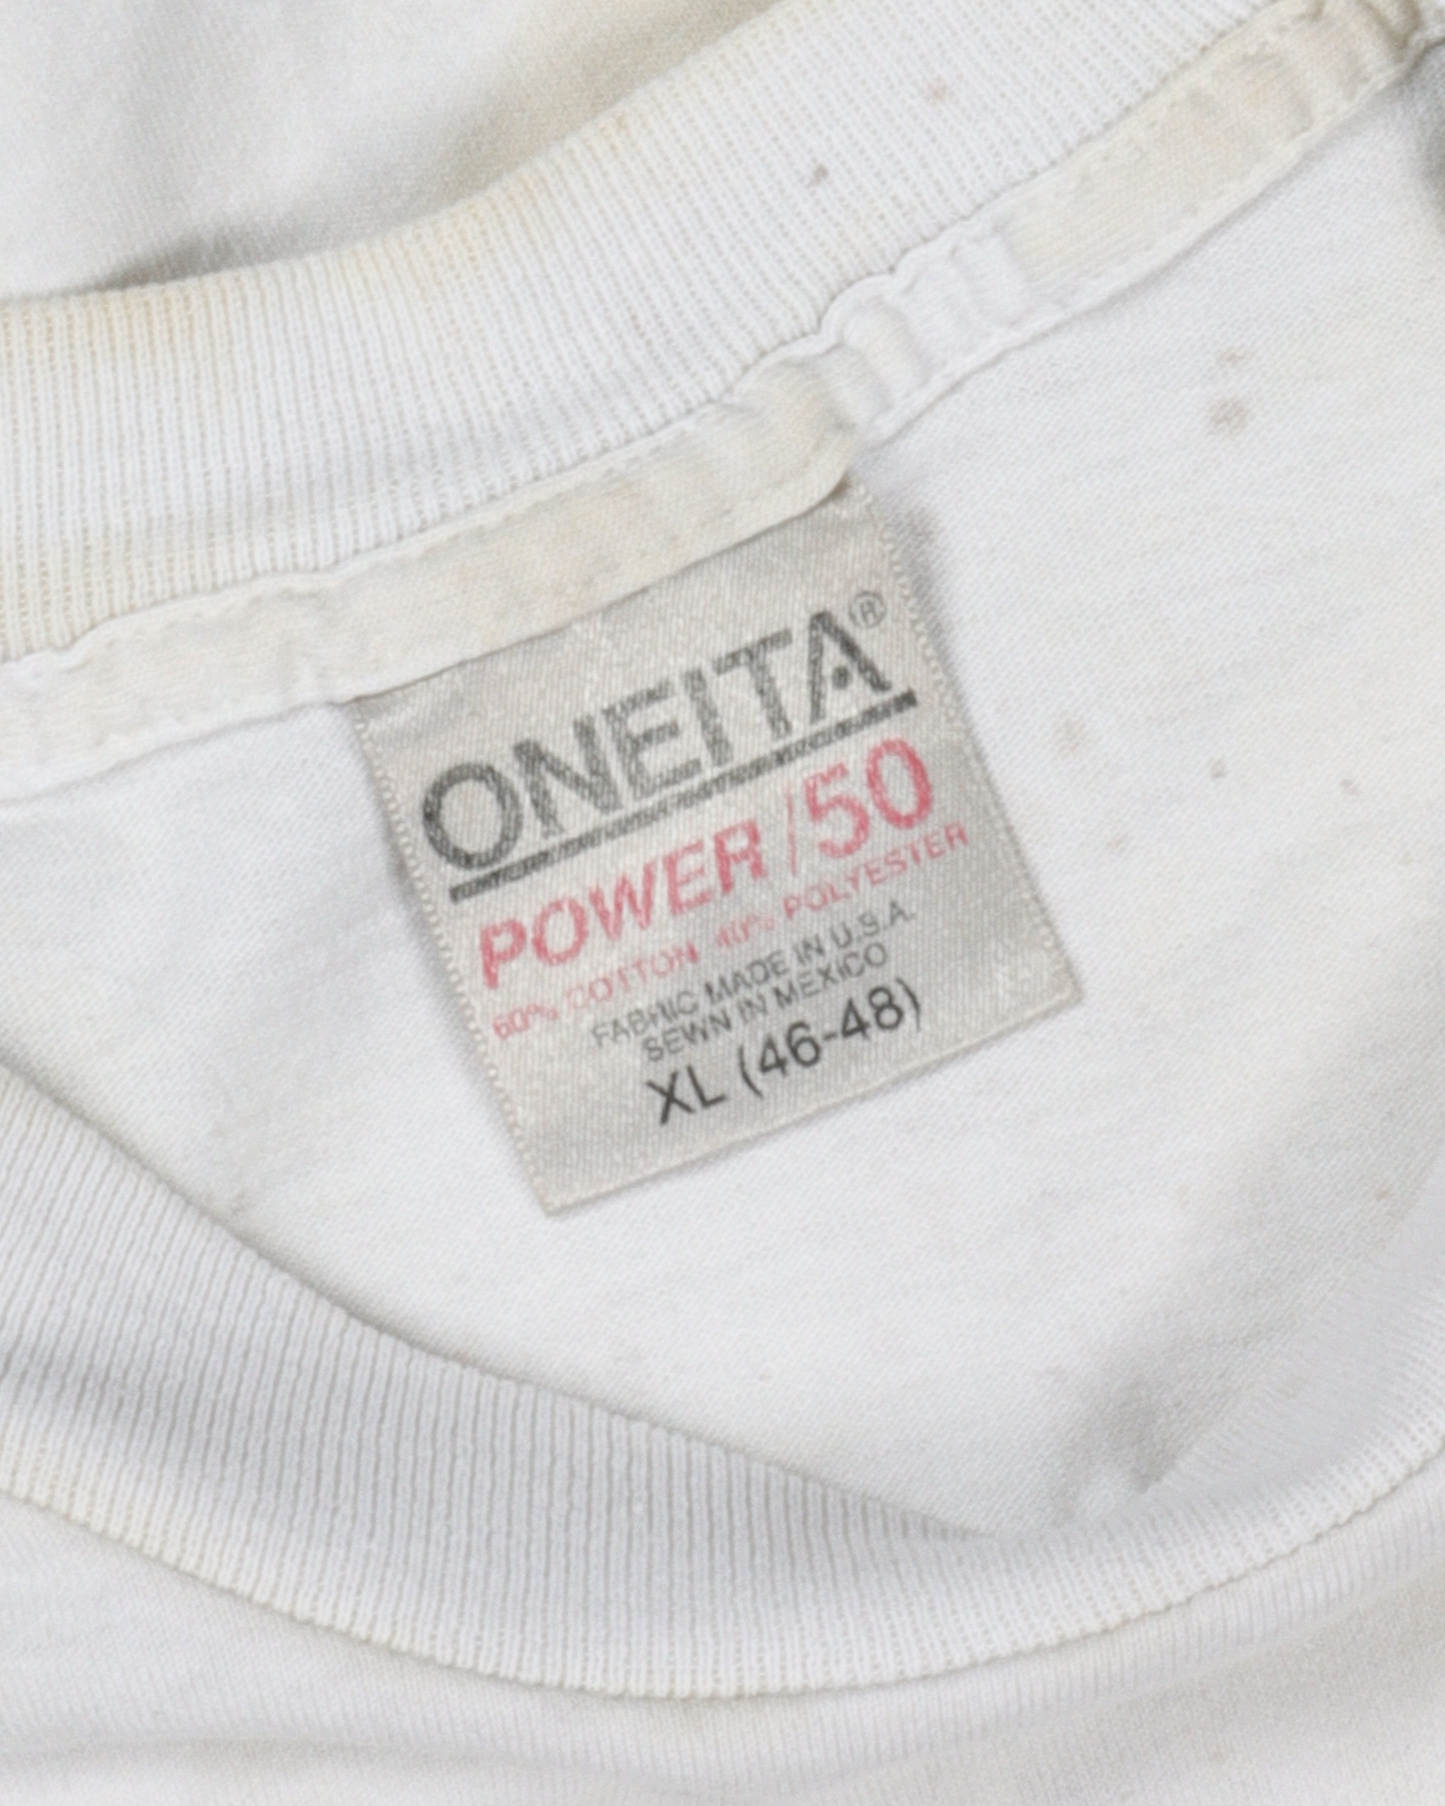 ONEITA®
POWER/50
60% COTTON 40% POLYESTER
FABRIC MADE IN U.S.A.
SEWN IN MEXICO
XL (46-48)